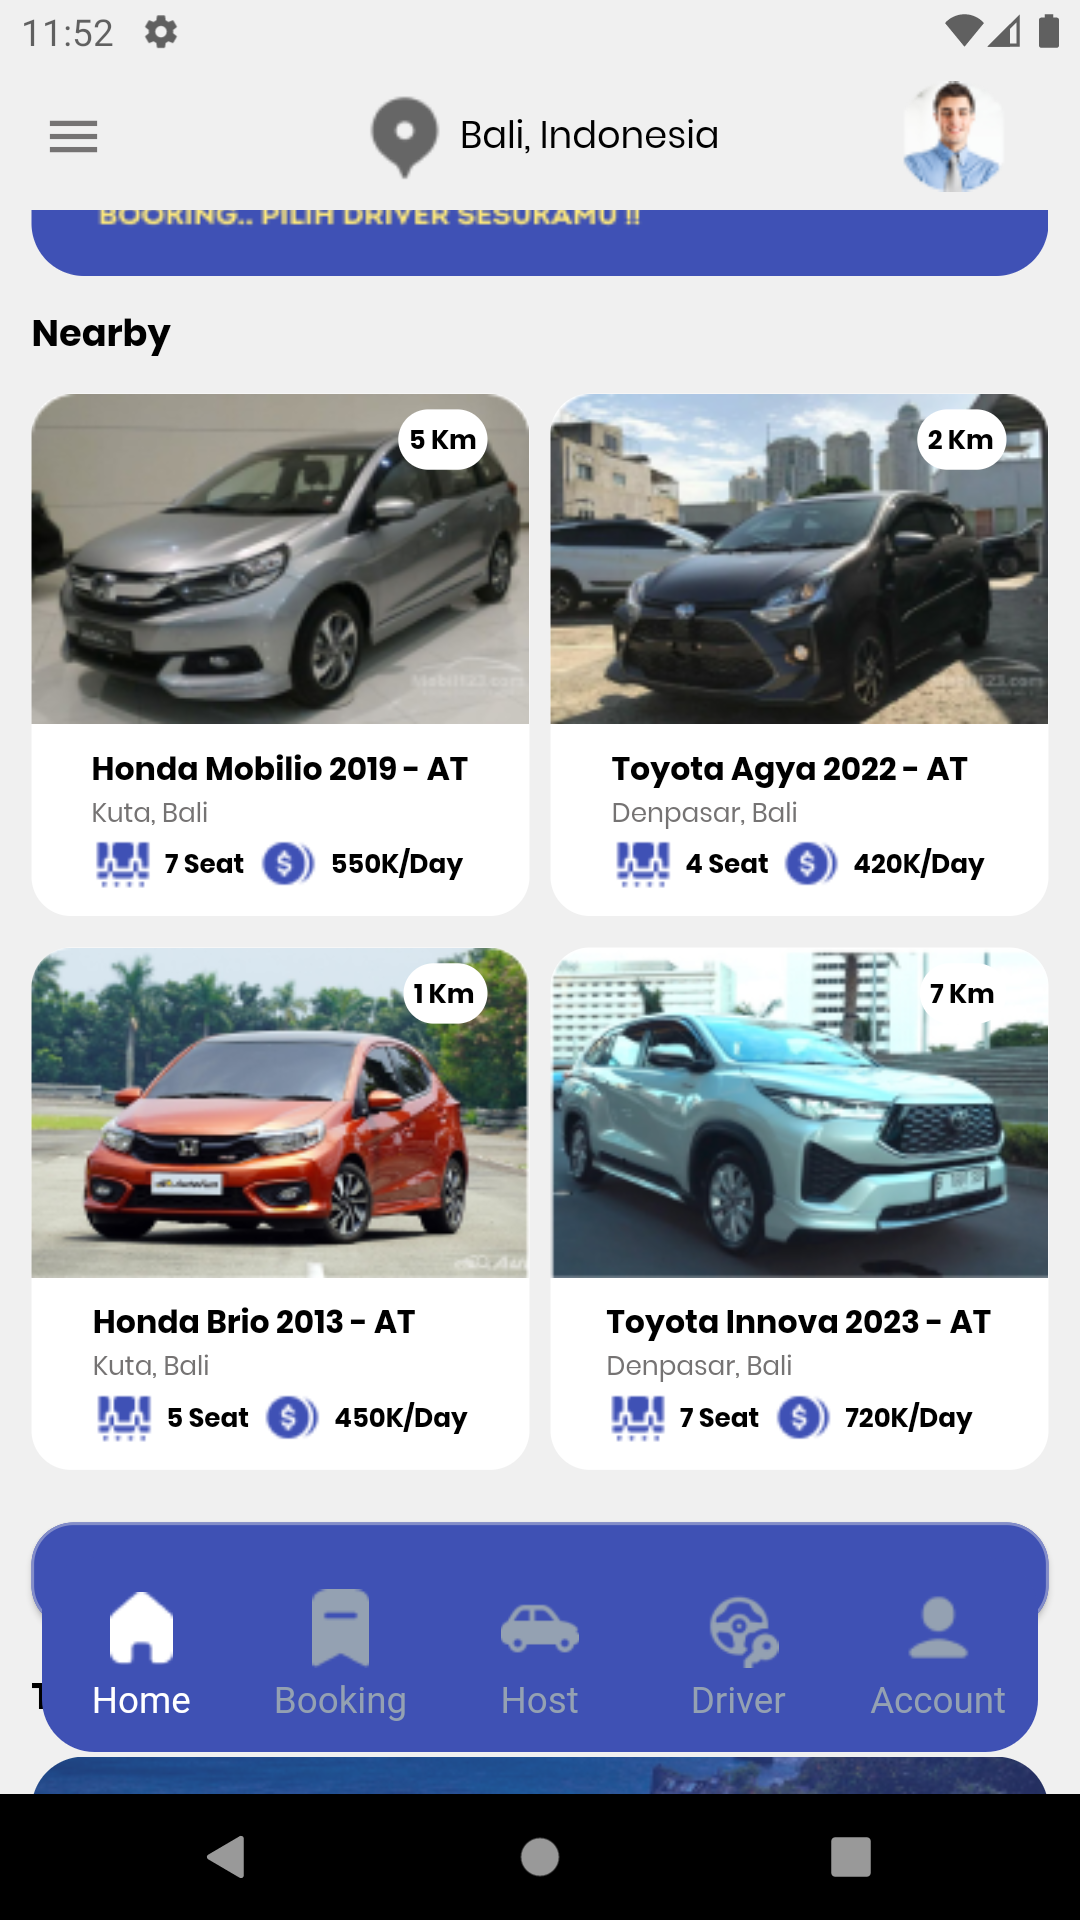 11:52
Bali, Indonesia
BOOKING.. PILIH DRIVER SESUKAMU !!
Nearby
5 Km
2 Km
Honda Mobilio 2019 - AT
Kuta, Bali
7 Seat 550K/Day
Toyota Agya 2022 - AT
Denpasar, Bali
4 Seat 420K/Day
1 Km
7 Km
Honda Brio 2013 - AT
Kuta, Bali
5 Seat 450K/Day
Toyota Innova 2023 - AT
Denpasar, Bali
7 Seat 720K/Day
Home
Booking
Host
Driver
Account